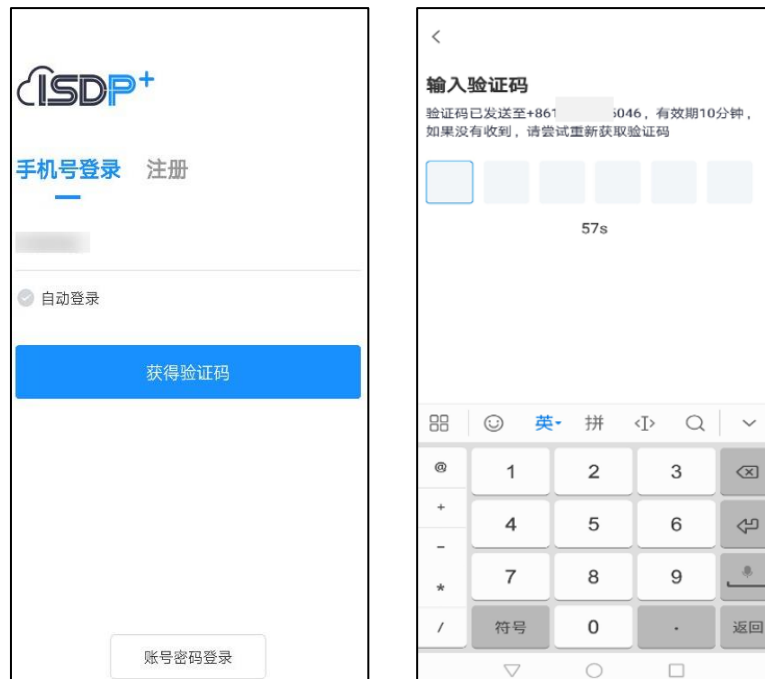 ISDP+
手机号登录 注册
自动登录
获得验证码
账号密码登录
输入验证码
验证码已发送至+861 5046，有效期10分钟，
如果没有收到，请尝试重新获取验证码
57s
英 拼
@ 1 2 3
+
4 5 6
-
* 7 8 9
/ 符号 0 . 返回